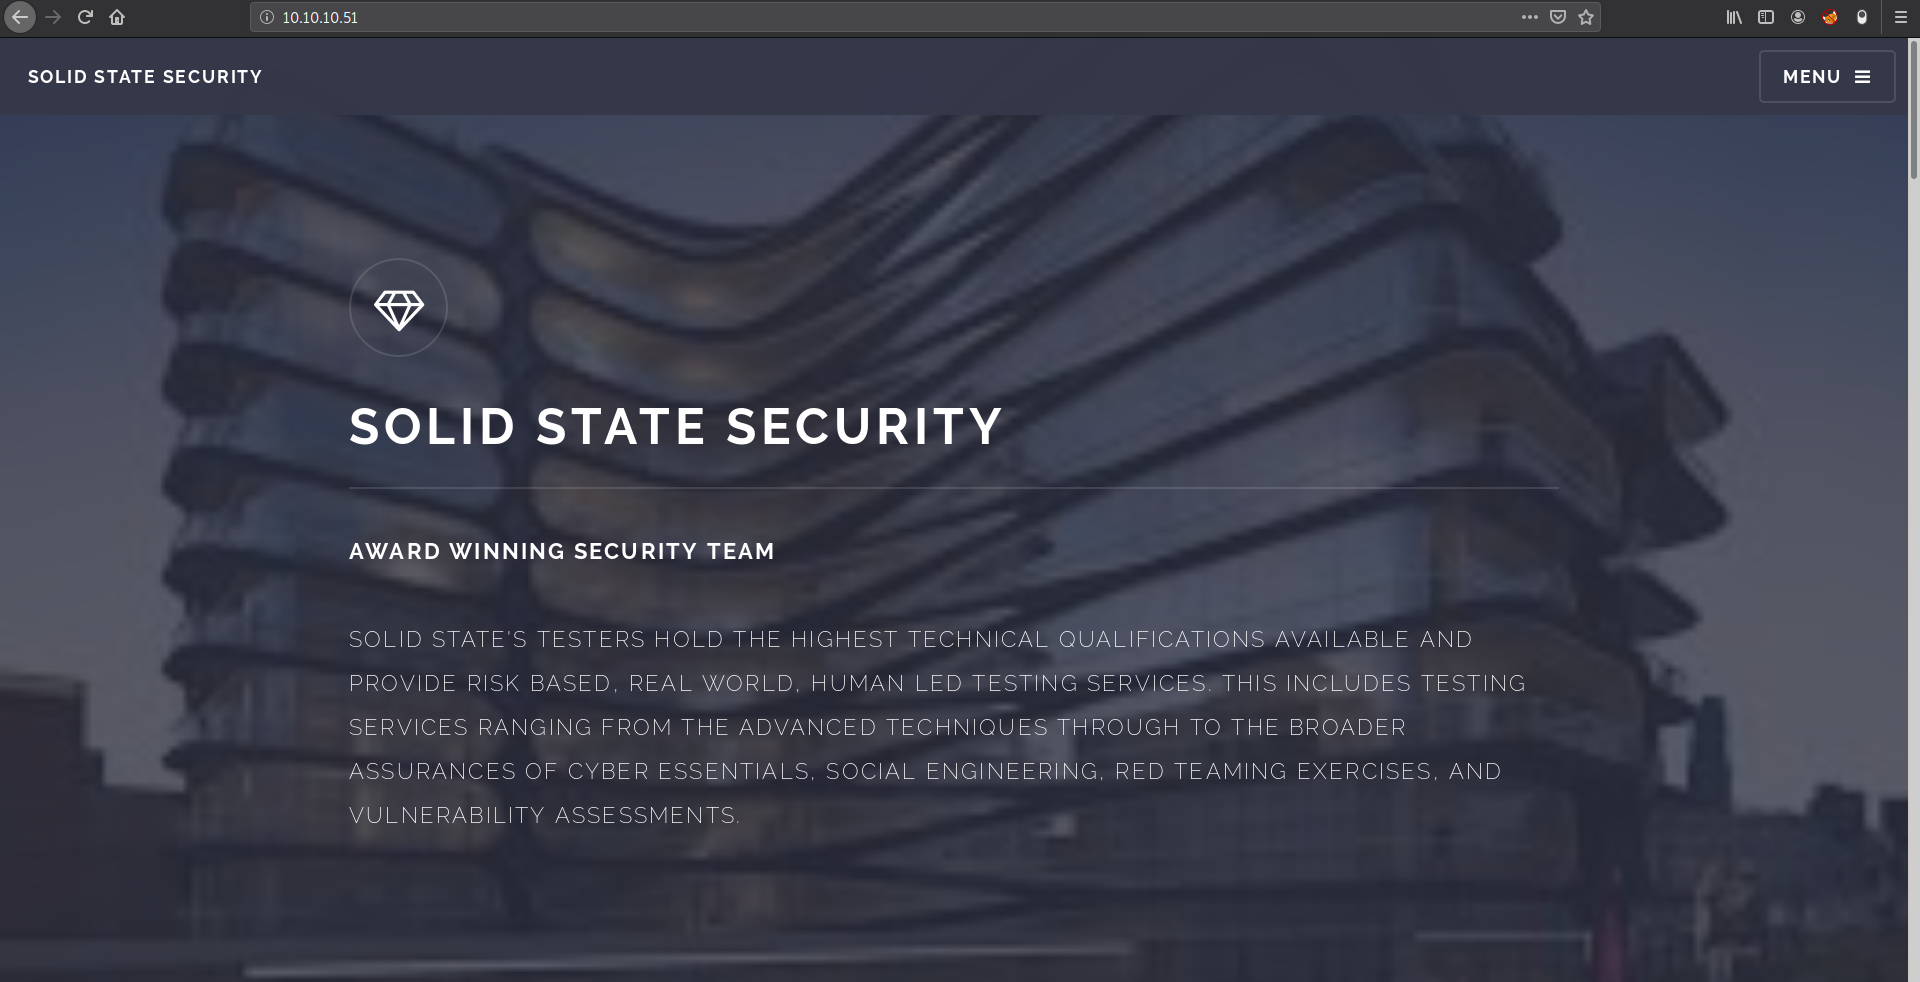 10.10.10.51
SOLID STATE SECURITY
MENU
SOLID STATE SECURITY
AWARD WINNING SECURITY TEAM
SOLID STATE'S TESTERS HOLD THE HIGHEST TECHNICAL QUALIFICATIONS AVAILABLE AND
PROVIDE RISK BASED, REAL WORLD, HUMAN LED TESTING SERVICES. THIS INCLUDES TESTING
SERVICES RANGING FROM THE ADVANCED TECHNIQUES THROUGH TO THE BROADER
ASSURANCES OF CYBER ESSENTIALS, SOCIAL ENGINEERING, RED TEAMING EXERCISES, AND
VULNERABILITY ASSESSMENTS.